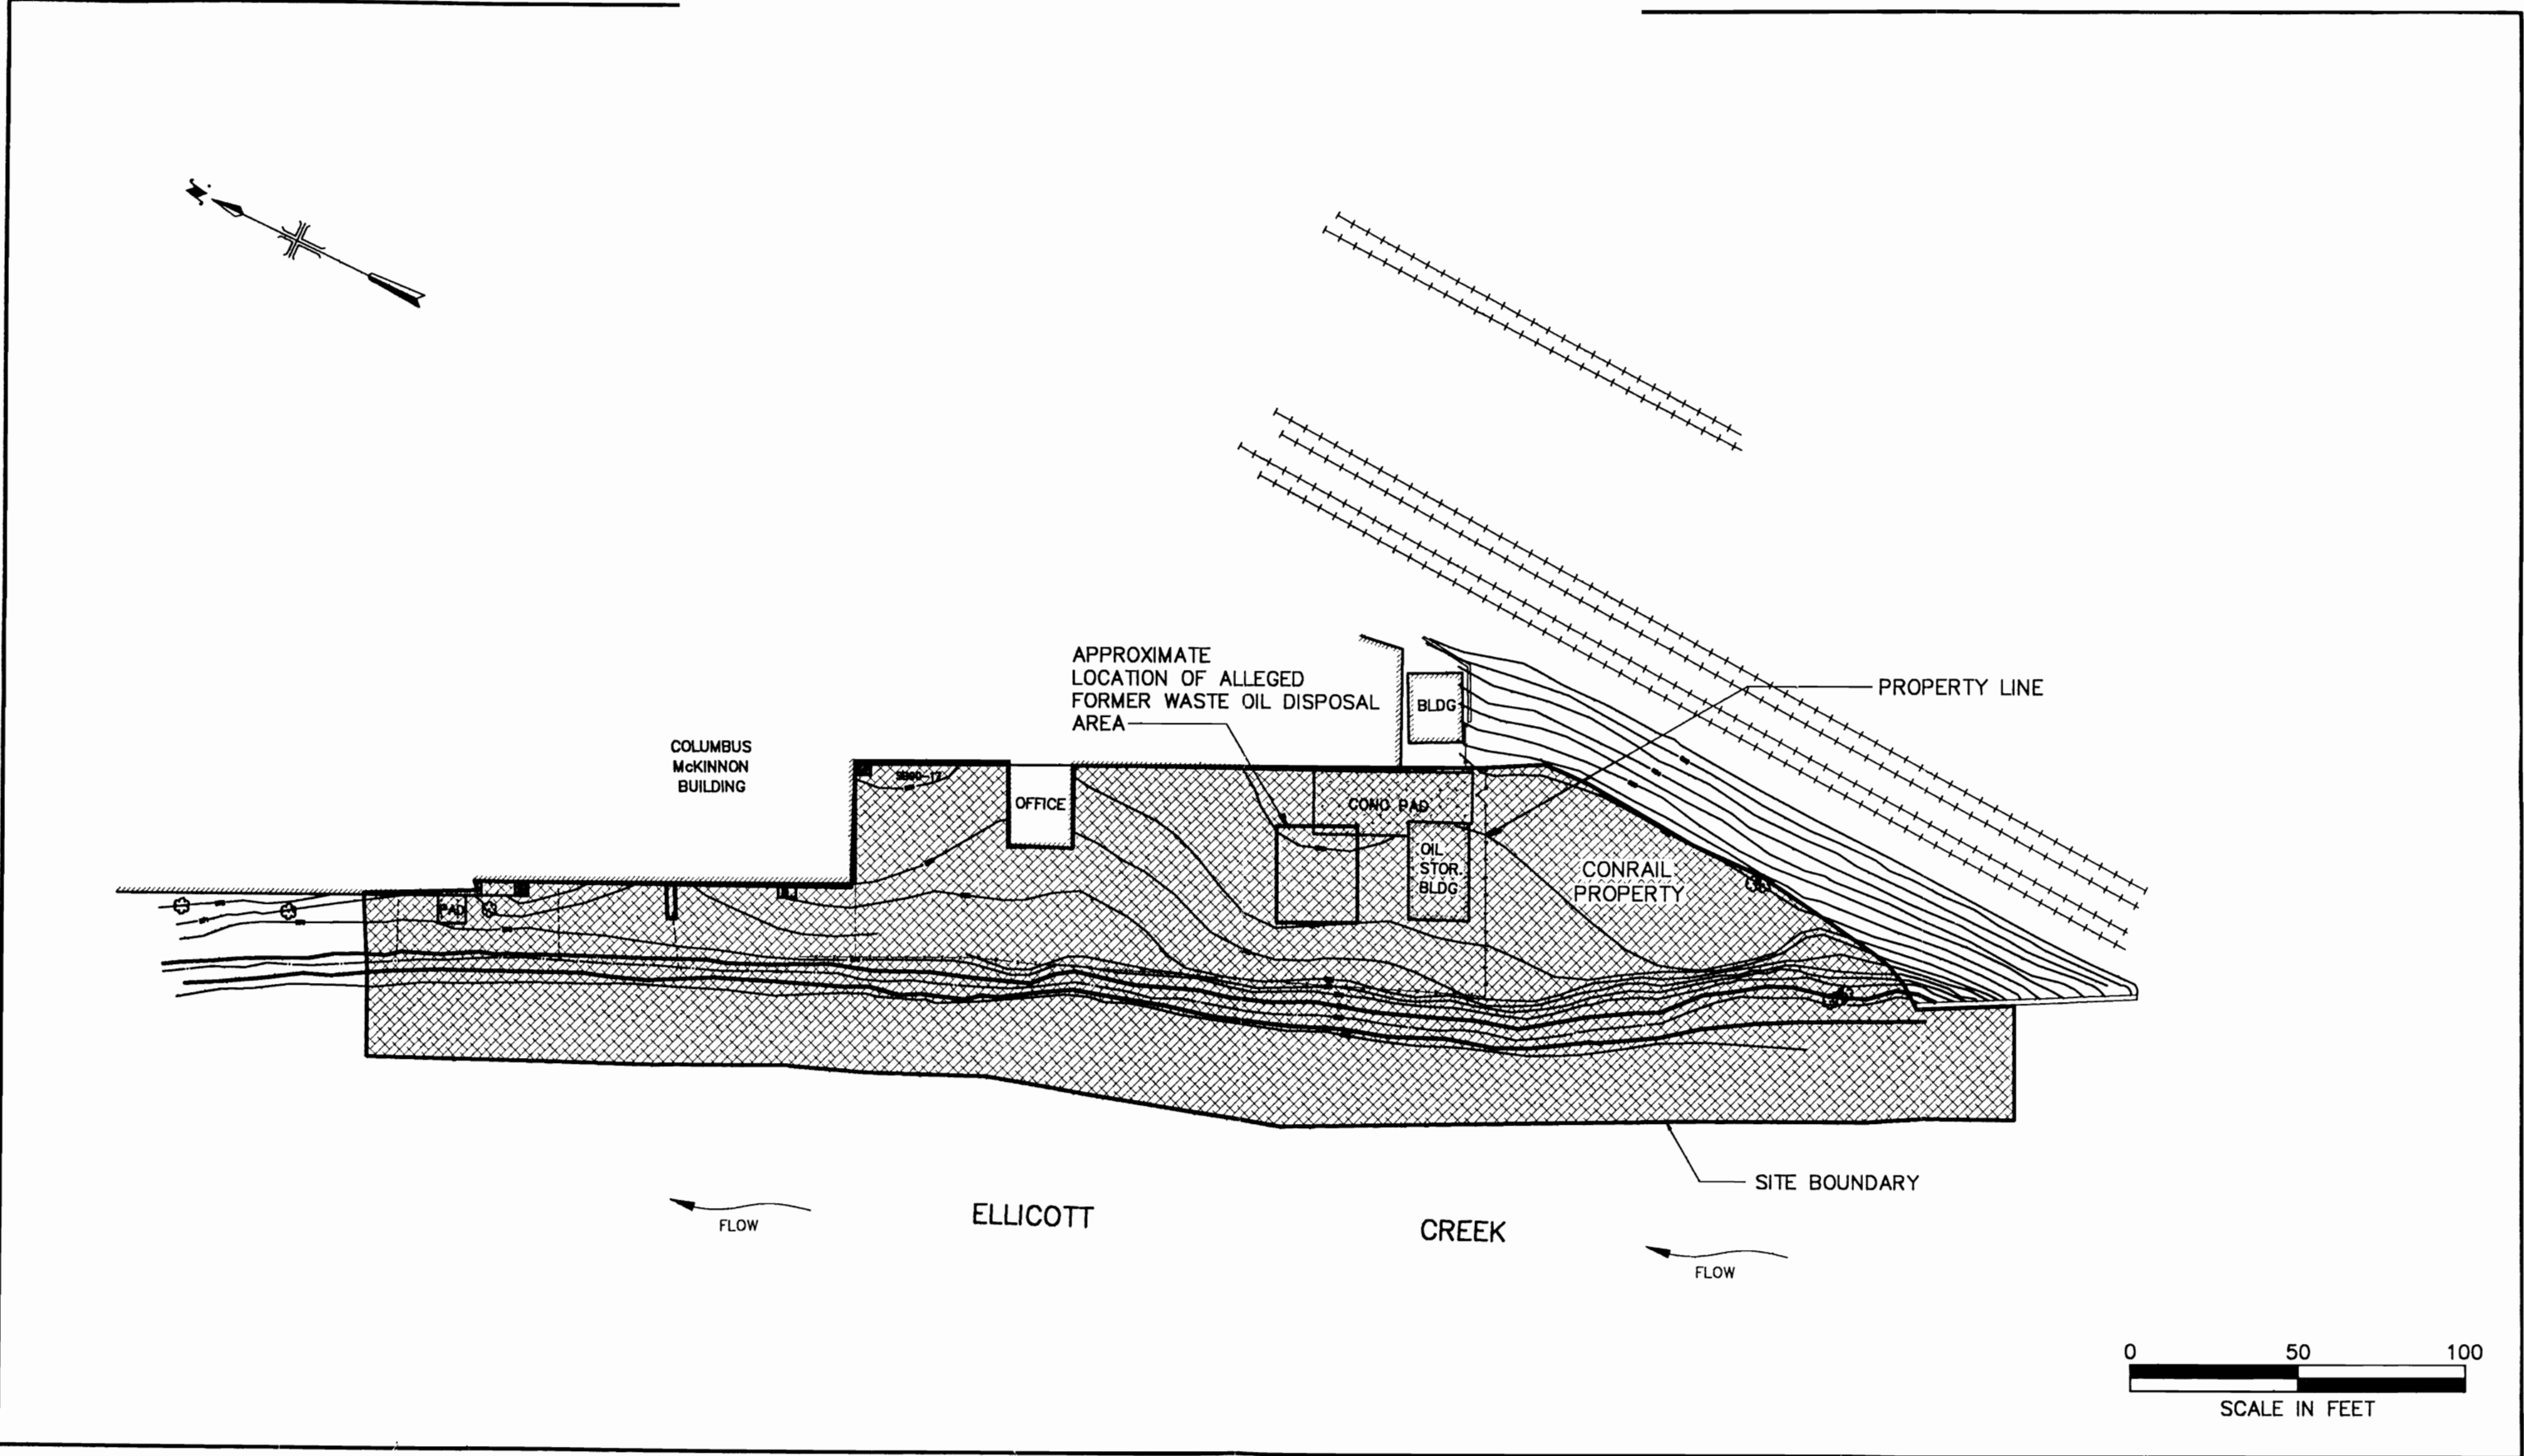 N.
APPROXIMATE
LOCATION OF ALLEGED
FORMER WASTE OIL DISPOSAL
AREA
BLDG
PROPERTY LINE
COLUMBUS
McKINNON
BUILDING
OFFICE
CONC PAD
OIL
STOR.
BLDG
CONRAIL
PROPERTY
PAD
SITE BOUNDARY
FLOW
ELLICOTT
CREEK
FLOW
0 50 100
SCALE IN FEET